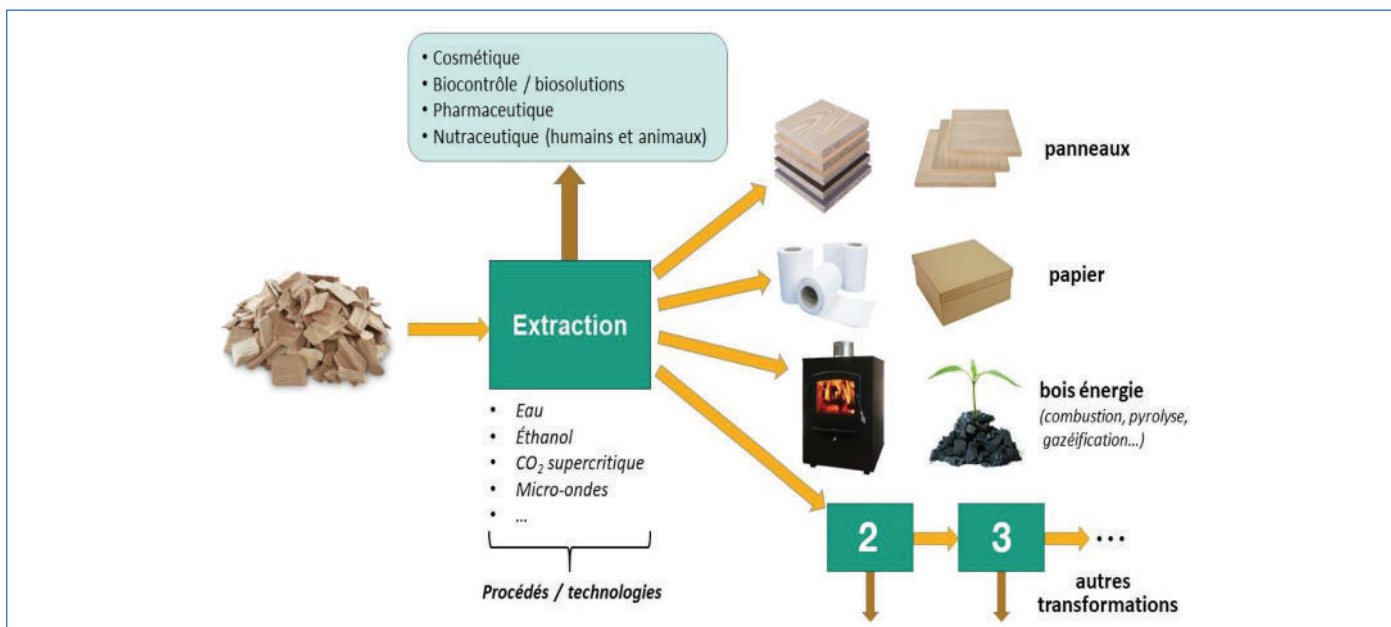 • Cosmétique
• Biocontrôle / biosolutions
• Pharmaceutique
• Nutraceutique (humains et animaux)
panneaux
papier
Extraction
bois énergie
(combustion, pyrolyse,
gazéification...)
• Eau
• Éthanol
• CO₂ supercritique
• Micro-ondes
• ...
Procédés / technologies
2
3
...
autres
transformations